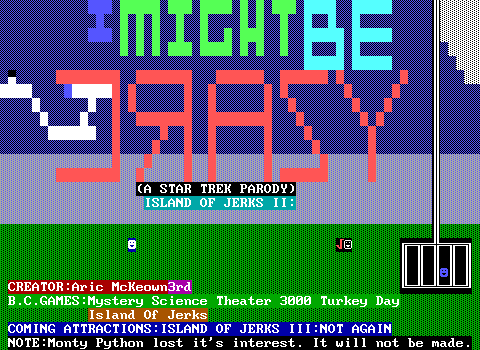 I MIGHT BE
CRAZY
(A STAR TREK PARODY)
ISLAND OF JERKS II:
CREATOR:Aric McKeown3rd
B.C.GAMES:Mystery Science Theater 3000 Turkey Day
Island Of Jerks
COMING ATTRACTIONS:ISLAND OF JERKS III:NOT AGAIN
NOTE:Monty Python lost it's interest. It will not be made.